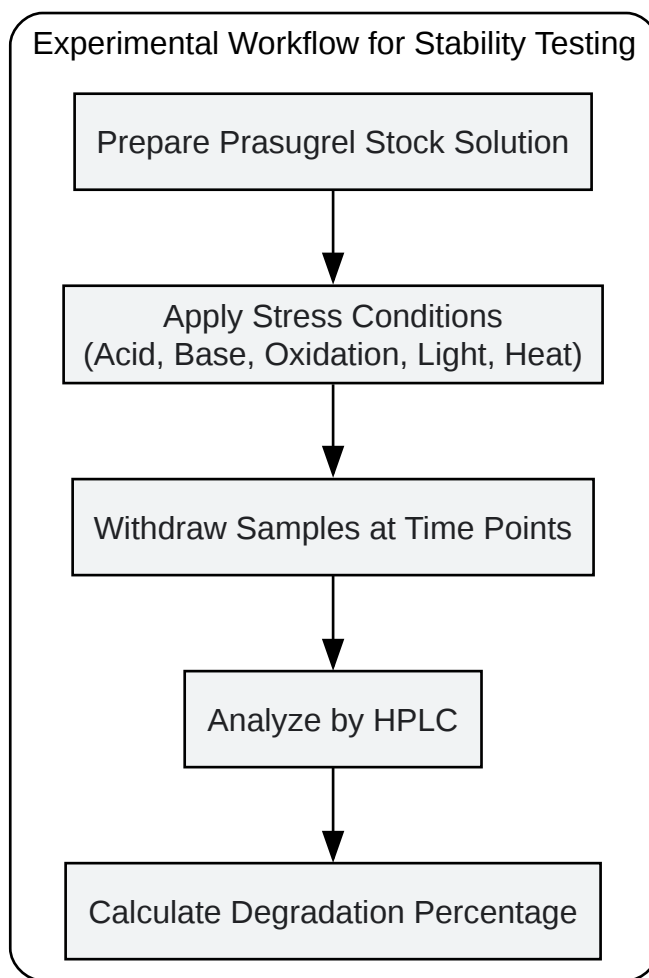 Experimental Workflow for Stability Testing
Prepare Prasugrel Stock Solution
Apply Stress Conditions
(Acid, Base, Oxidation, Light, Heat)
Withdraw Samples at Time Points
Analyze by HPLC
Calculate Degradation Percentage